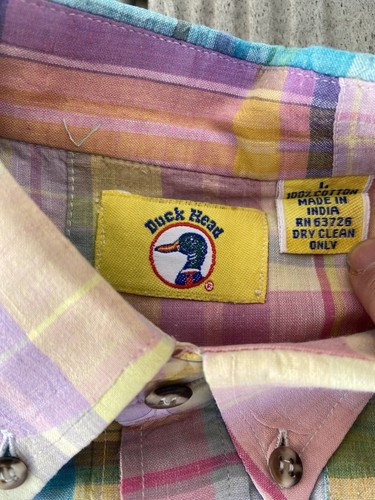 Duck Head
®
L
100% COTTON
MADE IN
INDIA
RN 63726
DRY CLEAN
ONLY